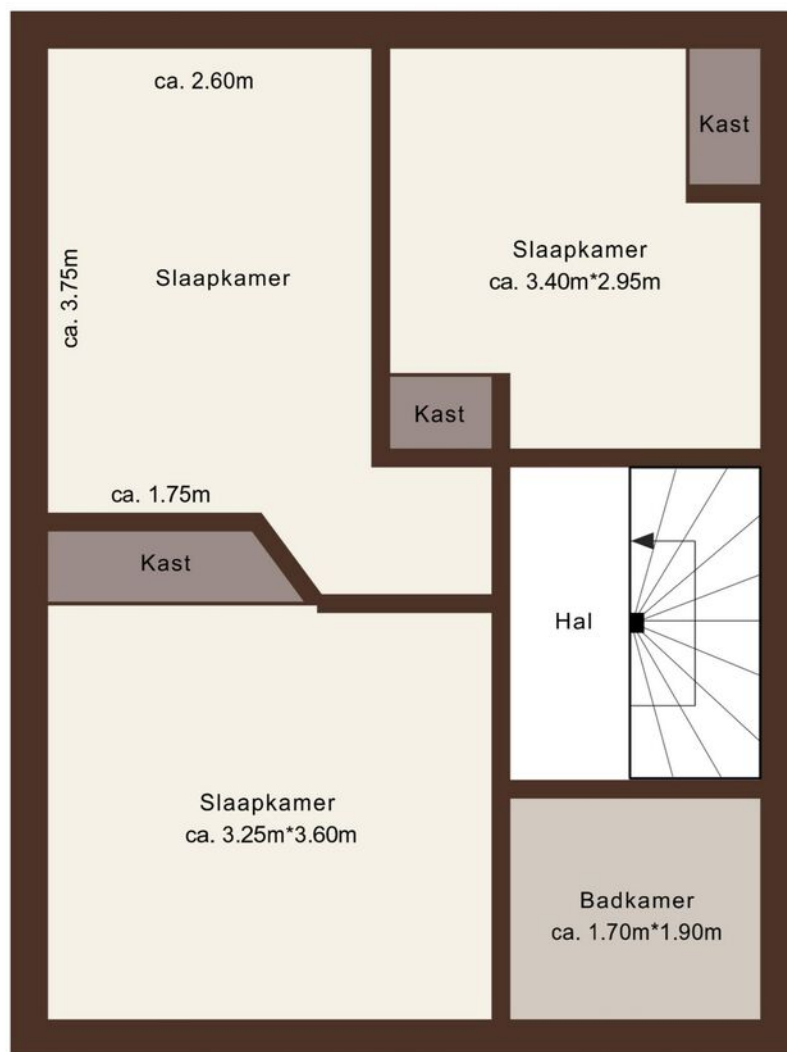 ca. 2.60m
Kast
Slaapkamer
ca. 3.40m*2.95m
ca. 3.75m
Slaapkamer
Kast
ca. 1.75m
Kast
Hal
Slaapkamer
ca. 3.25m*3.60m
Badkamer
ca. 1.70m*1.90m